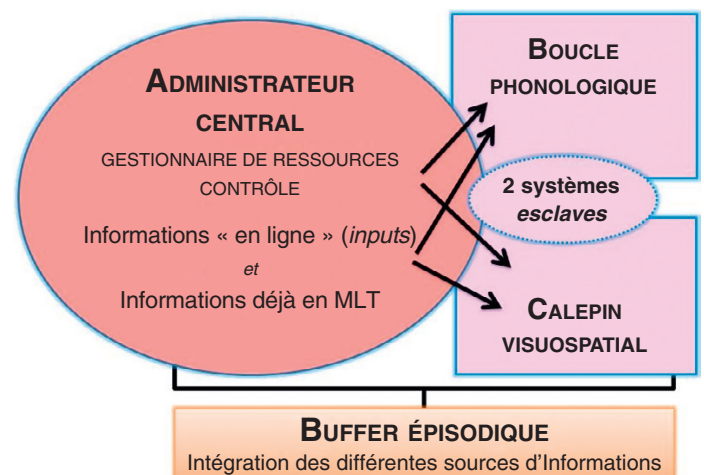 ADMINISTRATEUR
CENTRAL
GESTIONNAIRE DE RESSOURCES
CONTRÔLE
Informations « en ligne » (inputs)
et
Informations déjà en MLT
BOUCLE
PHONOLOGIQUE
2 systèmes
esclaves
CALEPIN
VISUOSPATIAL
BUFFER ÉPISODIQUE
Intégration des différentes sources d'Informations